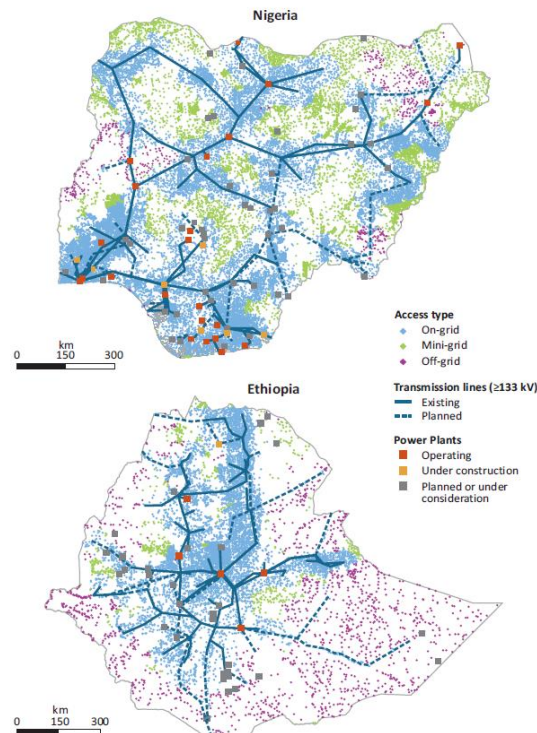 Nigeria
km
0 150 300
Access type
On-grid
Mini-grid
Off-grid
Transmission lines (≥133 kV)
Existing
Planned
Power Plants
Operating
Under construction
Planned or under
consideration
Ethiopia
km
0 150 300